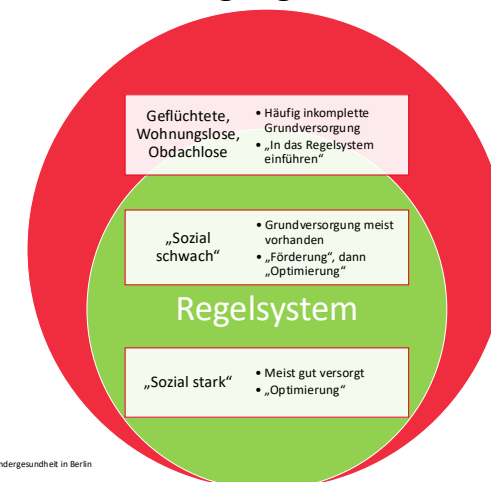 Geflüchtete,
Wohnungslose,
Obdachlose
• Häufig inkomplette
Grundversorgung
• „In das Regelsystem
einführen“
„Sozial
schwach“
• Grundversorgung meist
vorhanden
• „Förderung“, dann
„Optimierung“
Regelsystem
„Sozial stark“
• Meist gut versorgt
• „Optimierung“
ndergesundheit in Berlin